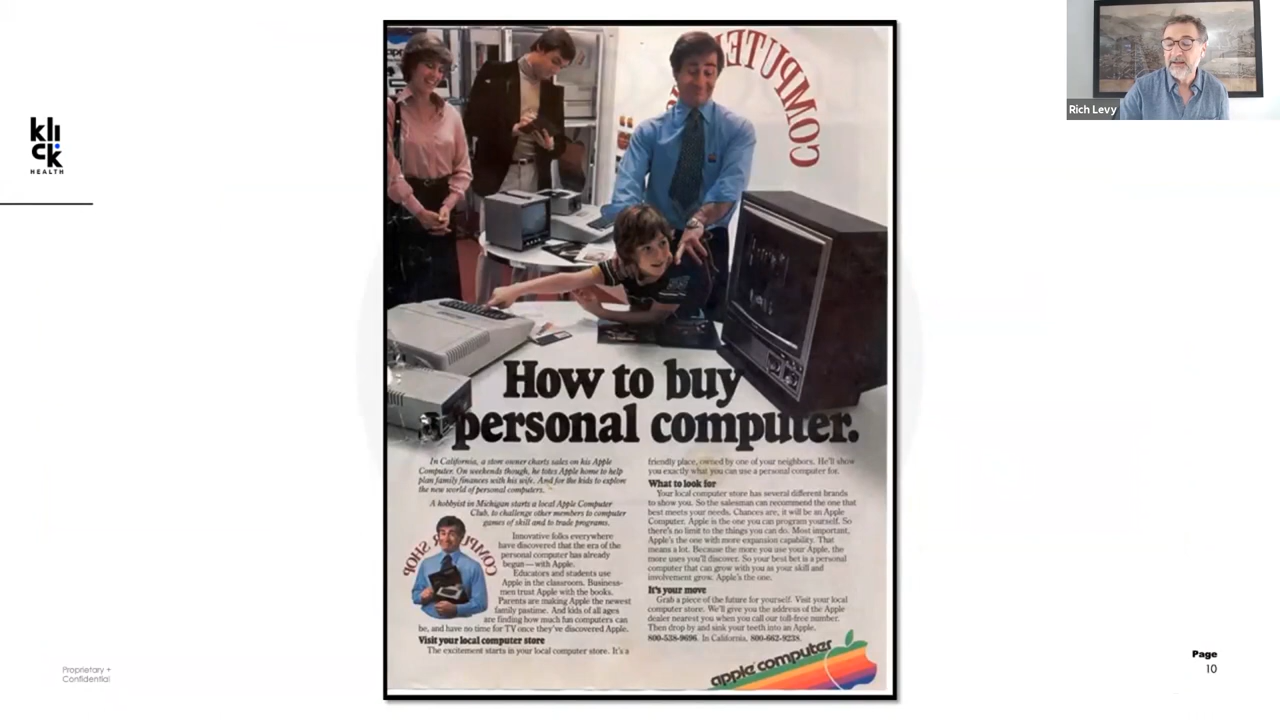 Rich Levy
klick
HEALTH
COMPUTE
How to buy
personal computer.
In California, a store owner charts sales on his Apple
Computer. On weekends though, he totes Apple home to help
plan family finances with his wife. And for the kids to explore
the new world of personal computers.
A hobbyist in Michigan starts a local Apple Computer
Club, to challenge other members to computer
games of skill and to trade programs.
Innovative folks everywhere
have discovered that the era of the
personal computer has already
begun—with Apple.
Educators and students use
Apple in the classroom. Business-
men trust Apple with the books.
Parents are making Apple the newest
family pastime. And kids of all ages
are finding how much fun computers can
be, and have no time for TV once they've discovered Apple.
Visit your local computer store
The excitement starts in your local computer store. It's a
friendly place, owned by one of your neighbors. He'll show
you exactly what you can use a personal computer for.
What to look for
Your local computer store has several different brands
to show you. So the salesman can recommend the one that
best meets your needs. Chances are, it will be an Apple
Computer. Apple is the one you can program yourself. So
there's no limit to the things you can do. Most important,
Apple's the one with more expansion capability. That
means a lot. Because the more you use your Apple, the
more uses you'll discover. So your best bet is a personal
computer that can grow with you as your skill and
involvement grow. Apple's the one.
It's your move
Grab a piece of the future for yourself. Visit your local
computer store. We'll give you the address of the Apple
dealer nearest you when you call our toll-free number.
Then drop by and sink your teeth into an Apple.
800-538-9696. In California, 800-662-9238.
COMPUTER SHOP
apple computer
Proprietary +
Confidential
Page
10